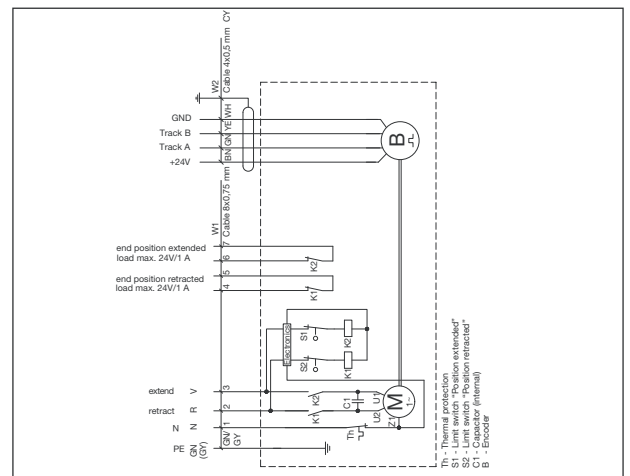 W2
Cable 4x0,5 mm  CY
GND
Track B
Track A
+24V
WH
YE
GN
BN
B
W1
Cable 8x0,75 mm
end position extended
load max. 24V/1 A
7
6
K2
end position retracted
load max. 24V/1 A
5
4
K1
Electronics
S1
S2
K2
K1
extend
V
3
K2
retract
R
2
K1
C1
U1
U2
M
1~
Z1
N
N
1
Th
PE
GN
(GY)
GN/
GY
Th - Thermal protection
S1 - Limit switch "Position extended"
S2 - Limit switch "Position retracted"
C1 - Capacitor (internal)
B - Encoder